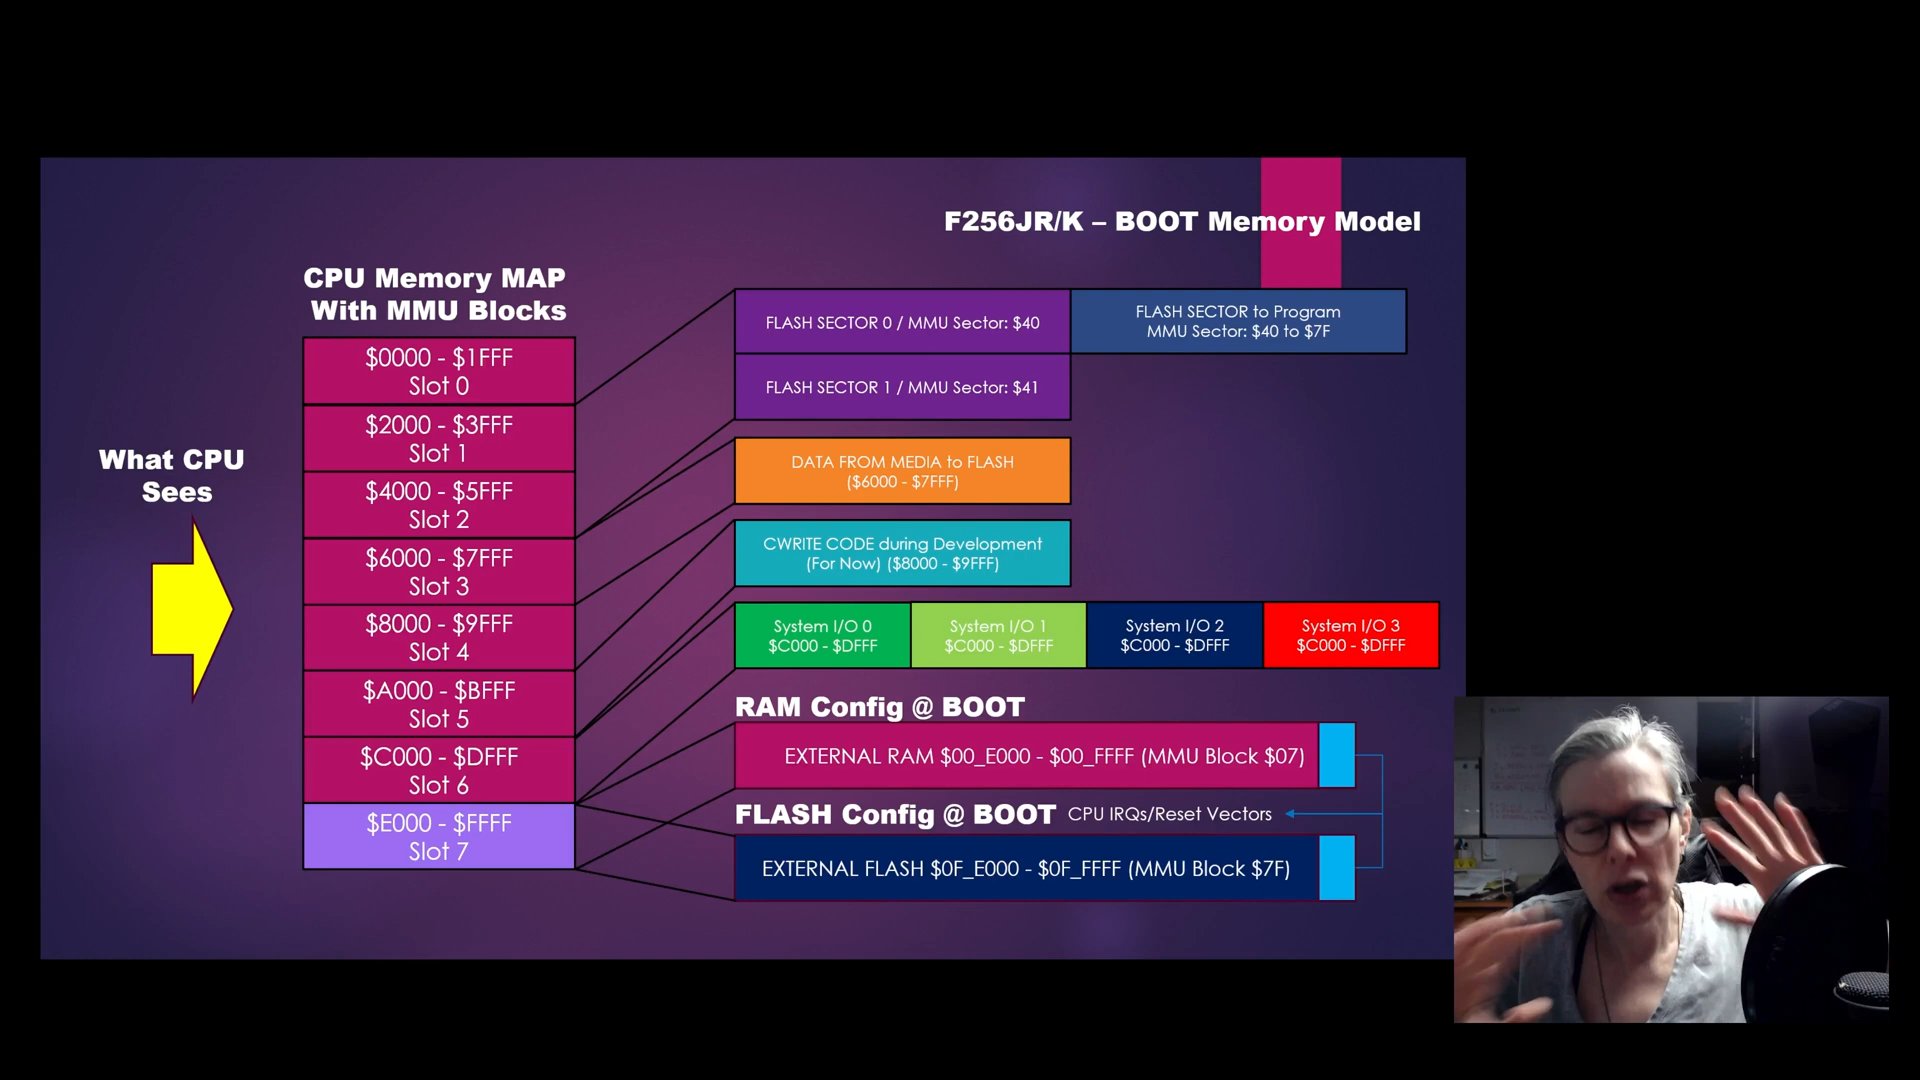 F256JR/K – BOOT Memory Model
CPU Memory MAP
With MMU Blocks
What CPU
Sees
$0000 - $1FFF
Slot 0
$2000 - $3FFF
Slot 1
$4000 - $5FFF
Slot 2
$6000 - $7FFF
Slot 3
$8000 - $9FFF
Slot 4
$A000 - $BFFF
Slot 5
$C000 - $DFFF
Slot 6
$E000 - $FFFF
Slot 7
FLASH SECTOR 0 / MMU Sector: $40
FLASH SECTOR to Program
MMU Sector: $40 to $7F
FLASH SECTOR 1 / MMU Sector: $41
DATA FROM MEDIA to FLASH
($6000 - $7FFF)
CWRITE CODE during Development
(For Now) ($8000 - $9FFF)
System I/O 0
$C000 - $DFFF
System I/O 1
$C000 - $DFFF
System I/O 2
$C000 - $DFFF
System I/O 3
$C000 - $DFFF
RAM Config @ BOOT
EXTERNAL RAM $00_E000 - $00_FFFF (MMU Block $07)
FLASH Config @ BOOT
CPU IRQs/Reset Vectors
EXTERNAL FLASH $0F_E000 - $0F_FFFF (MMU Block $7F)